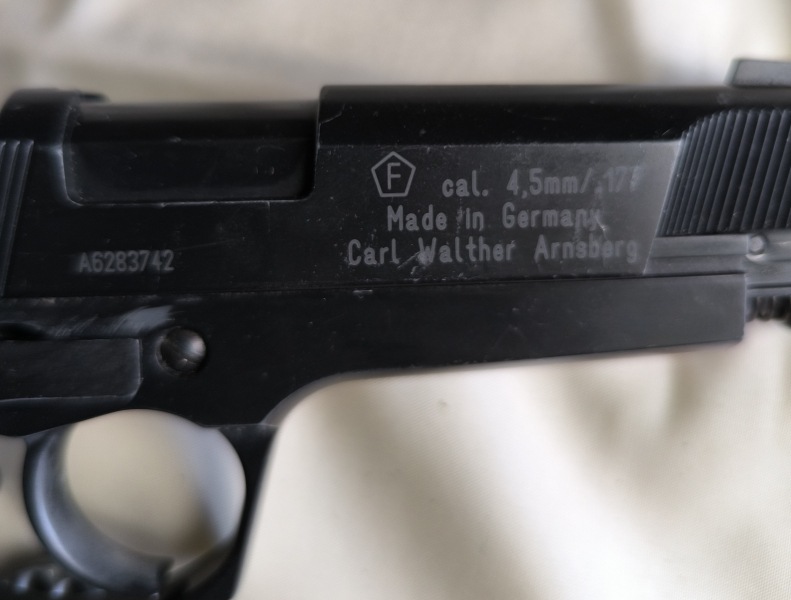 F cal. 4,5mm/.177
Made in Germany
Carl Walther Arnsberg
A6283742